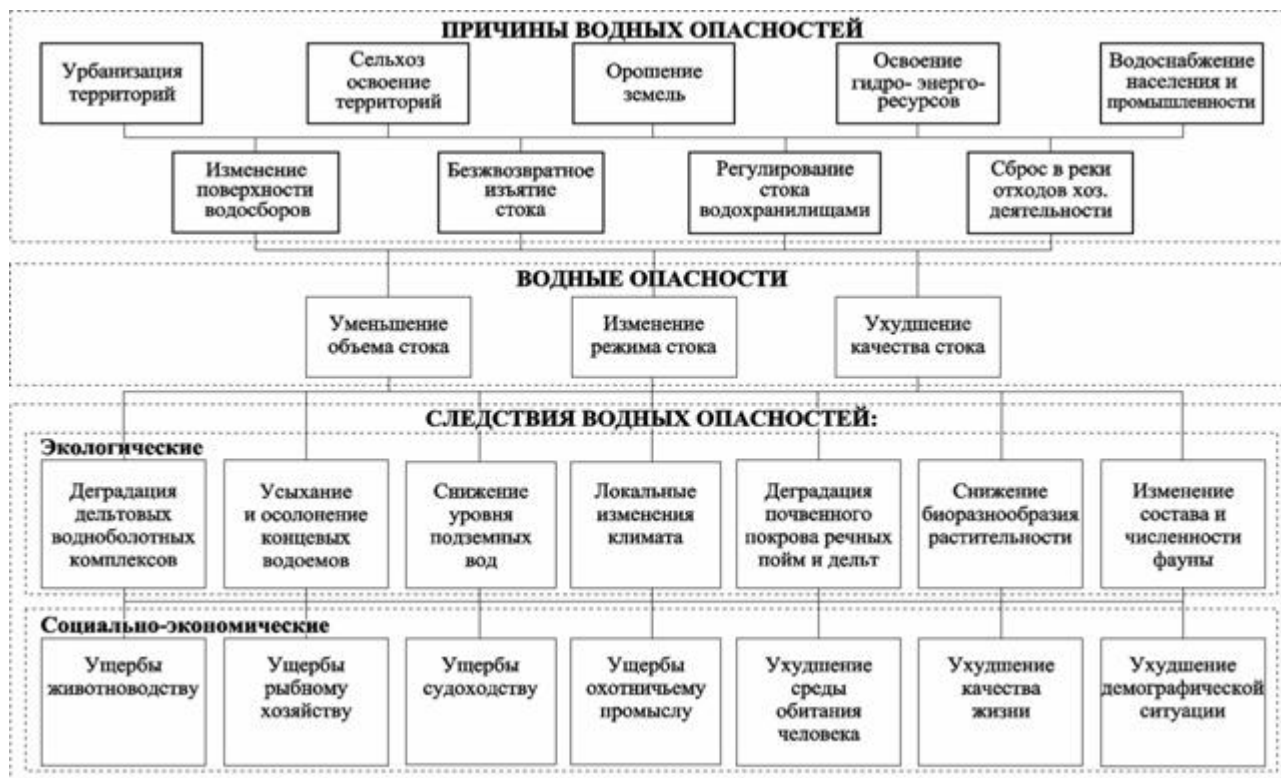 ПРИЧИНЫ ВОДНЫХ ОПАСНОСТЕЙ
Урбанизация
территорий
Сельхоз
освоение
территорий
Орошение
земель
Освоение
гидро- энерго-
ресурсов
Водоснабжение
населения и
промышленности
Изменение
поверхности
водосборов
Безжвозвратное
изъятие
стока
Регулирование
стока
водохранилищами
Сброс в реки
отходов хоз.
деятельности
ВОДНЫЕ ОПАСНОСТИ
Уменьшение
объема стока
Изменение
режима стока
Ухудшение
качества стока
СЛЕДСТВИЯ ВОДНЫХ ОПАСНОСТЕЙ:
Экологические
Деградация
дельтовых
водноболотных
комплексов
Усыхание
и осолонение
концевых
водоемов
Снижение
уровня
подземных
вод
Локальные
изменения
климата
Деградация
почвенного
покрова речных
пойм и дельт
Снижение
биоразнообразия
растительности
Изменение
состава и
численности
фауны
Социально-экономические
Ущербы
животноводству
Ущербы
рыбному
хозяйству
Ущербы
судоходству
Ущербы
охотничьему
промыслу
Ухудшение
среды
обитания
человека
Ухудшение
качества
жизни
Ухудшение
демографической
ситуации